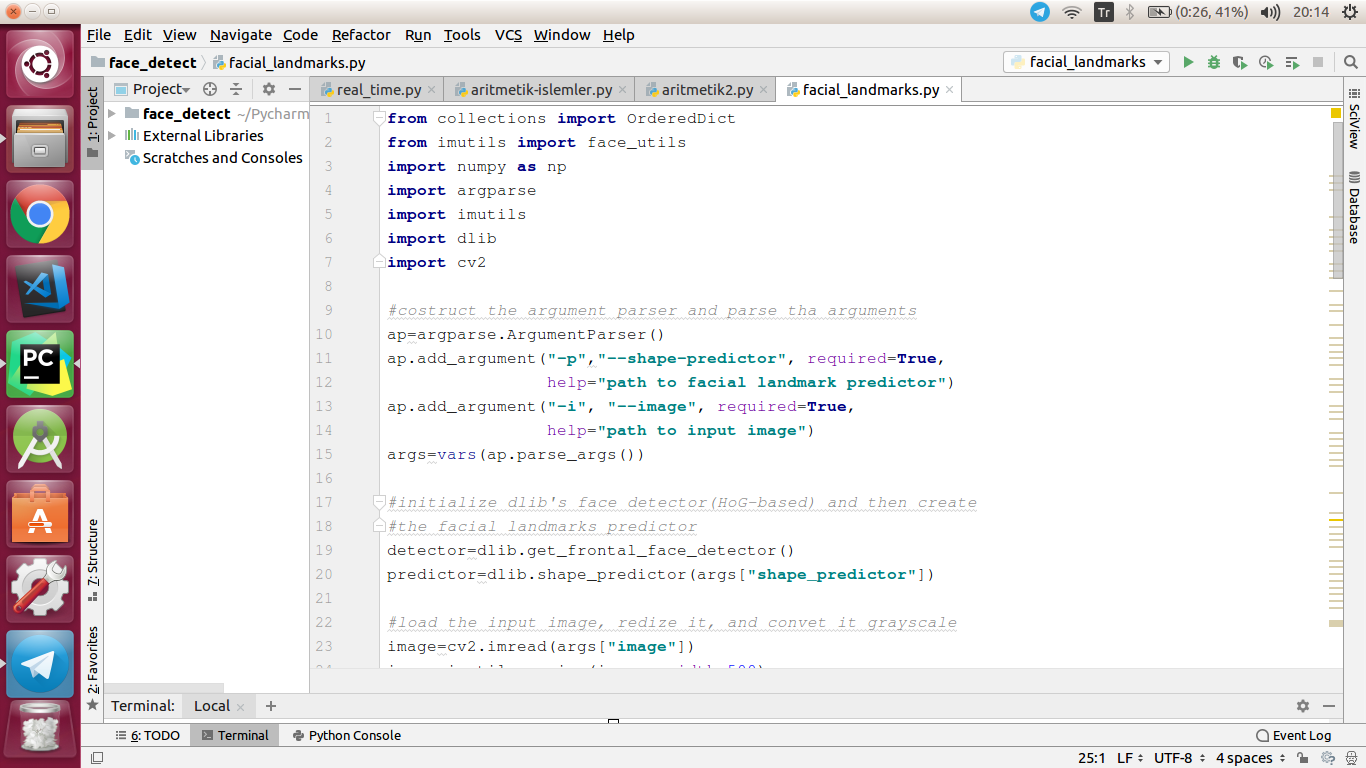 Tr
(0:26, 41%)
20:14
File Edit View Navigate Code Refactor Run Tools VCS Window Help
face_detect facial_landmarks.py
facial_landmarks
1: Project
Project
real_time.py
aritmetik-islemler.py
aritmetik2.py
facial_landmarks.py
face_detect ~/Pycharm
External Libraries
Scratches and Consoles
1 from collections import OrderedDict
2 from imutils import face_utils
3 import numpy as np
4 import argparse
5 import imutils
6 import dlib
7 import cv2
8
9 #costruct the argument parser and parse tha arguments
10 ap=argparse.ArgumentParser()
11 ap.add_argument("-p","--shape-predictor", required=True,
12 help="path to facial landmark predictor")
13 ap.add_argument("-i", "--image", required=True,
14 help="path to input image")
15 args=vars(ap.parse_args())
16
17 #initialize dlib's face detector(HoG-based) and then create
18 #the facial landmarks predictor
19 detector=dlib.get_frontal_face_detector()
20 predictor=dlib.shape_predictor(args["shape_predictor"])
21
22 #load the input image, redize it, and convet it grayscale
23 image=cv2.imread(args["image"])
SciView
Database
PC
7: Structure
2: Favorites
Terminal: Local
6: TODO Terminal Python Console Event Log
25:1 LF UTF-8 4 spaces